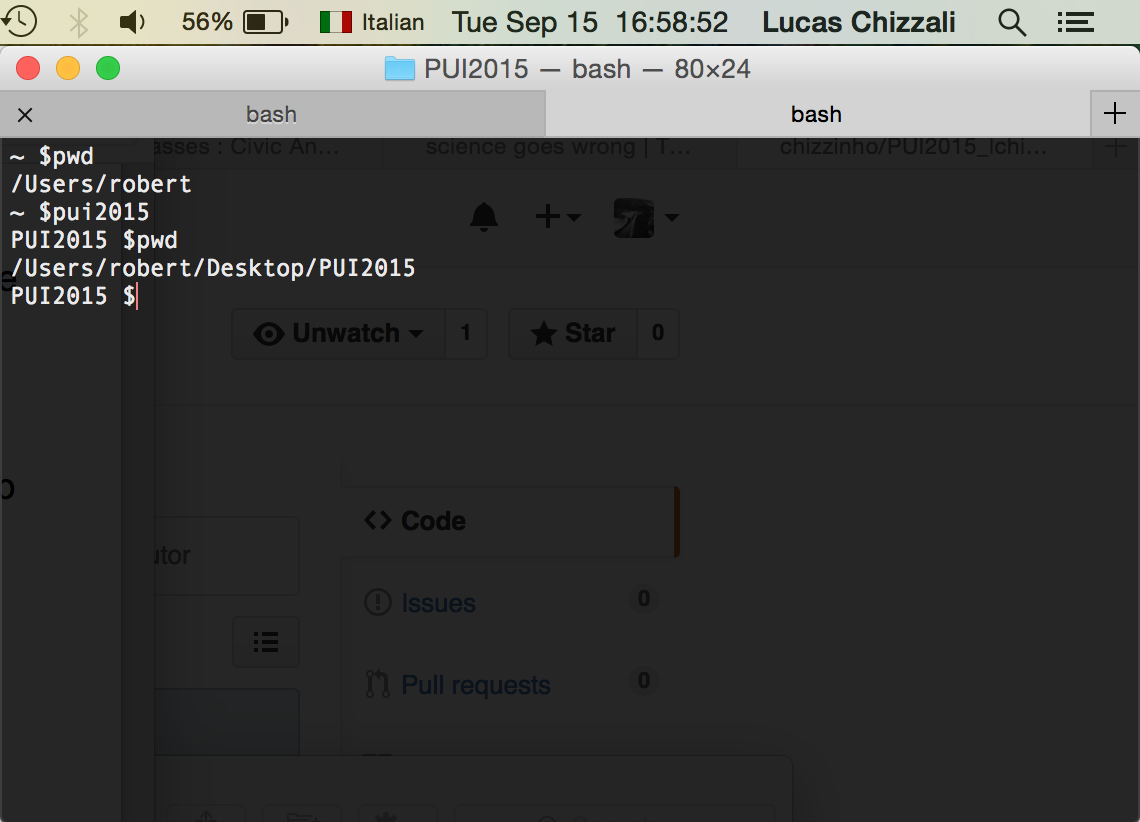 56% Italian Tue Sep 15 16:58:52 Lucas Chizzali
PUI2015 — bash — 80×24
bash bash
asses : Civic An... science goes wrong | T... chizzinho/PUI2015_lchi...
~ $pwd
/Users/robert
~ $pui2015
PUI2015 $pwd
/Users/robert/Desktop/PUI2015
PUI2015 $
Unwatch 1 Star 0
Code
utor
Issues 0
Pull requests 0